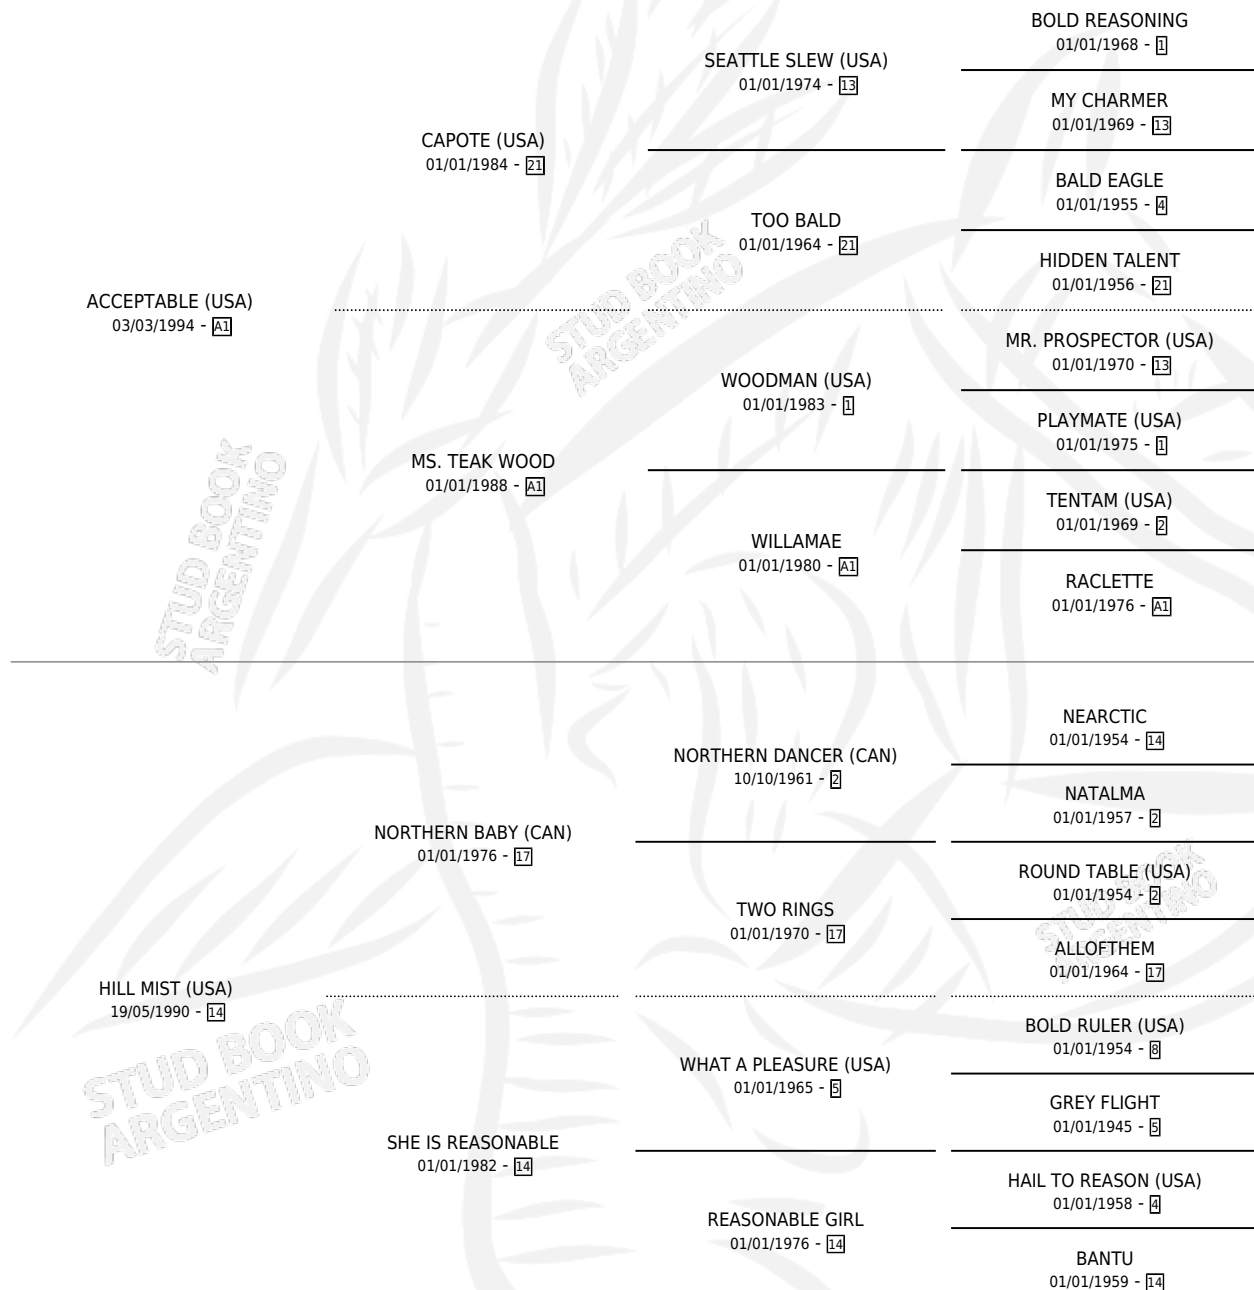 BOLD REASONING
01/01/1968 - 1
SEATTLE SLEW (USA)
01/01/1974 - 13
MY CHARMER
01/01/1969 - 13
CAPOTE (USA)
01/01/1984 - 21
BALD EAGLE
01/01/1955 - 4
TOO BALD
01/01/1964 - 21
HIDDEN TALENT
01/01/1956 - 21
ACCEPTABLE (USA)
03/03/1994 - A1
MR. PROSPECTOR (USA)
01/01/1970 - 13
WOODMAN (USA)
01/01/1983 - 1
PLAYMATE (USA)
01/01/1975 - 1
MS. TEAK WOOD
01/01/1988 - A1
TENTAM (USA)
01/01/1969 - 2
WILLAMAE
01/01/1980 - A1
RACLETTE
01/01/1976 - A1
NEARCTIC
01/01/1954 - 14
NORTHERN DANCER (CAN)
10/10/1961 - 2
NATALMA
01/01/1957 - 2
NORTHERN BABY (CAN)
01/01/1976 - 17
ROUND TABLE (USA)
01/01/1954 - 2
TWO RINGS
01/01/1970 - 17
ALLOFTHEM
01/01/1964 - 17
HILL MIST (USA)
19/05/1990 - 14
BOLD RULER (USA)
01/01/1954 - 8
WHAT A PLEASURE (USA)
01/01/1965 - 5
GREY FLIGHT
01/01/1945 - 5
SHE IS REASONABLE
01/01/1982 - 14
HAIL TO REASON (USA)
01/01/1958 - 4
REASONABLE GIRL
01/01/1976 - 14
BANTU
01/01/1959 - 14
STUD BOOK
ARGENTINO
STUD BOOK
ARGENTINO
STUD BOOK
ARGENTINO
STUD BOOK
ARGENTINO